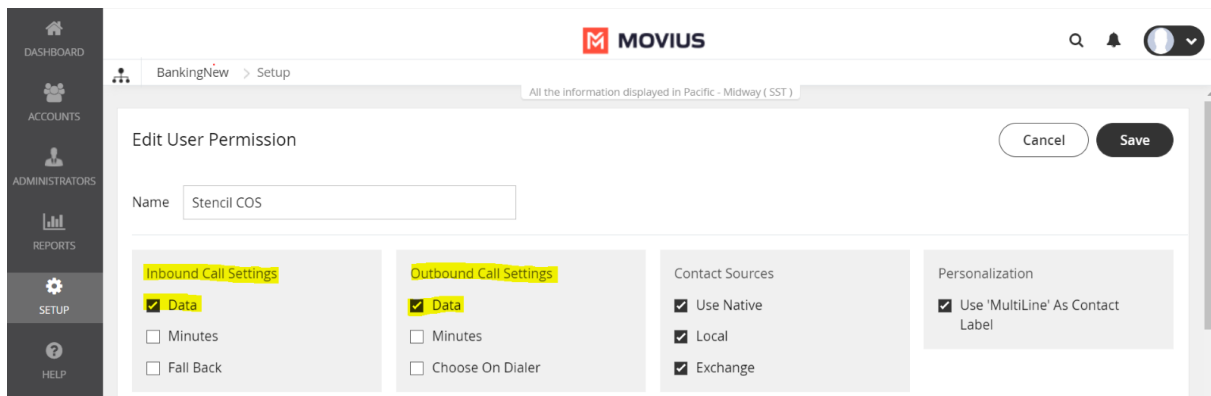 DASHBOARD
ACCOUNTS
ADMINISTRATORS
REPORTS
SETUP
HELP
MOVIUS
BankingNew > Setup
All the information displayed in Pacific - Midway ( SST )
Edit User Permission
Cancel
Save
Name
Stencil COS
Inbound Call Settings
Data
Minutes
Fall Back
Outbound Call Settings
Data
Minutes
Choose On Dialer
Contact Sources
Use Native
Local
Exchange
Personalization
Use 'MultiLine' As Contact
Label